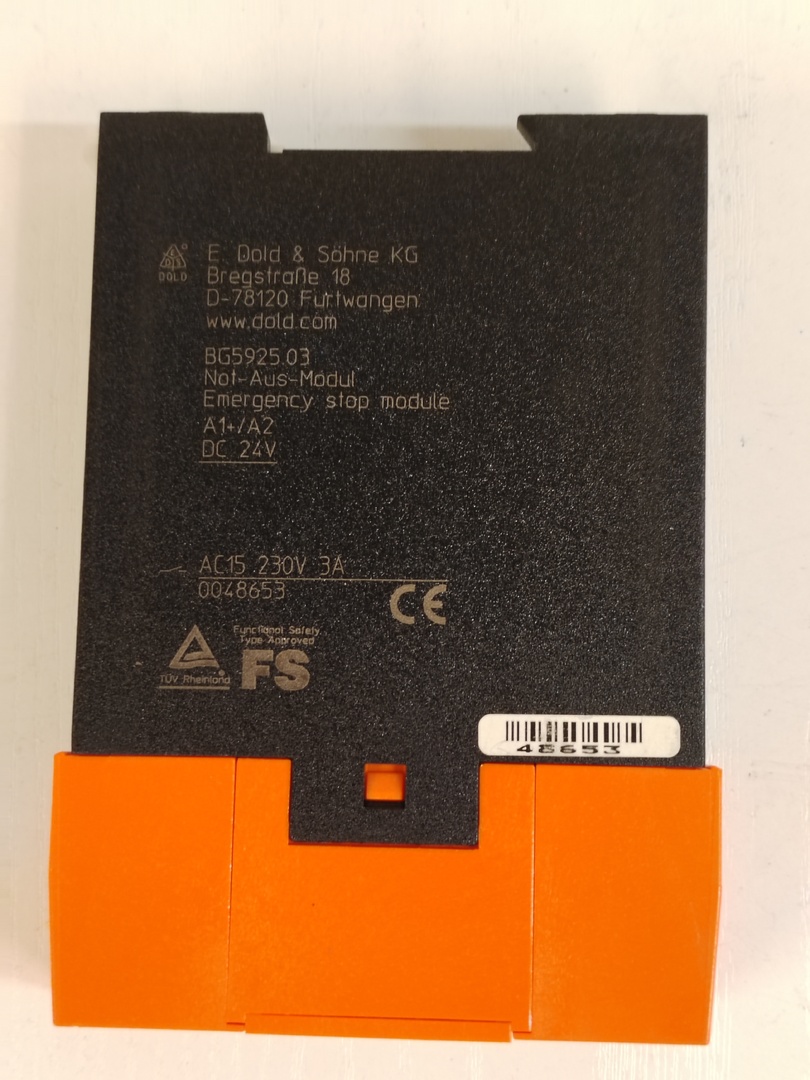 E. Dold & Söhne KG
DOLD
Bregstraße 18
D-78120 Furtwangen
www.dold.com
BG5925.03
Not-Aus-Modul
Emergency stop module
A1+/A2
DC 24V
AC15 230V 3A
0048653
CE
Functional Safety
Type Approved
TÜV Rheinland
FS
48653